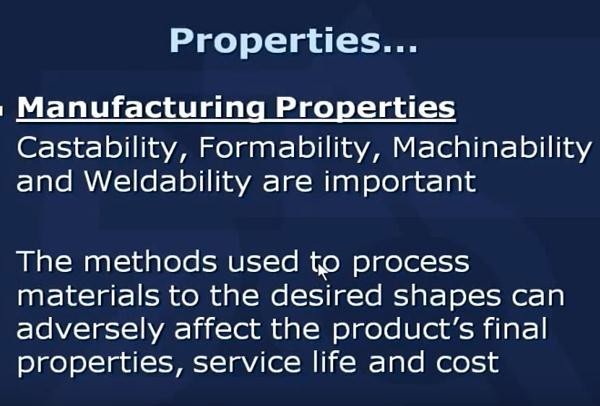 Properties...
Manufacturing Properties
Castability, Formability, Machinability
and Weldability are important
The methods used to process
materials to the desired shapes can
adversely affect the product's final
properties, service life and cost